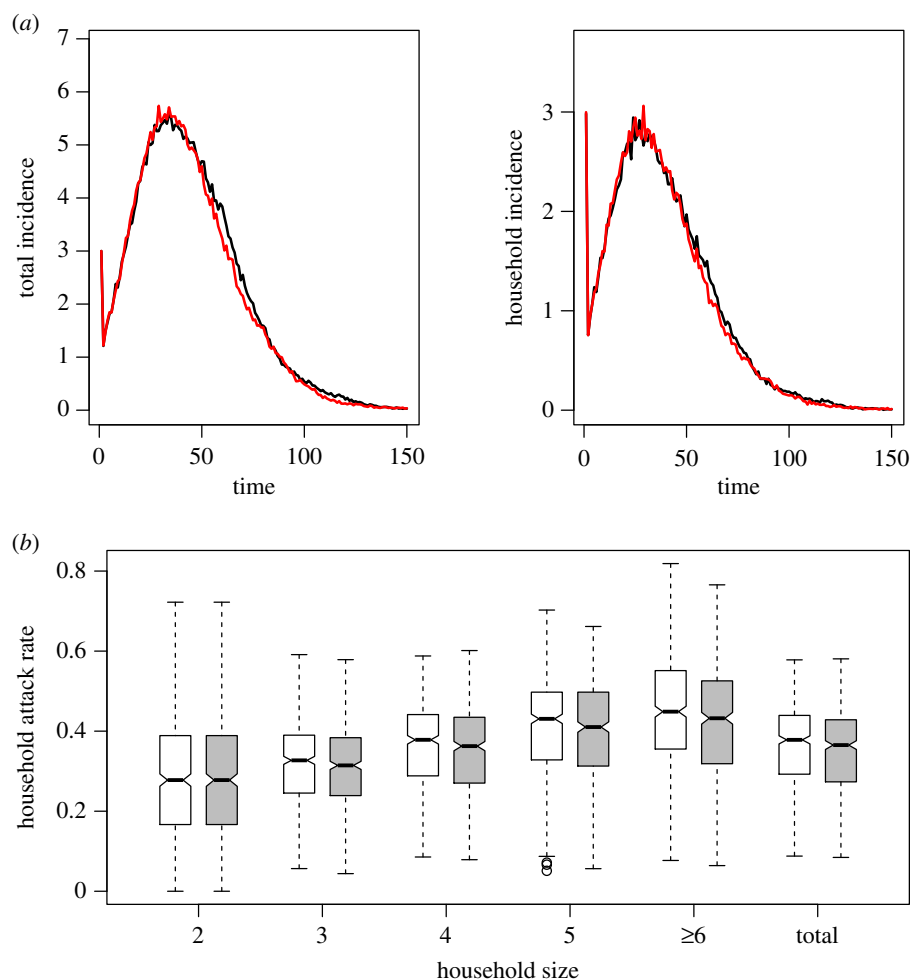 (a)
7
6
5
4
3
2
1
0
total incidence
0 50 100 150
time
3
2
1
0
household incidence
0 50 100 150
time
(b)
0.8
0.6
0.4
0.2
0
household attack rate
2 3 4 5 ≥6 total
household size